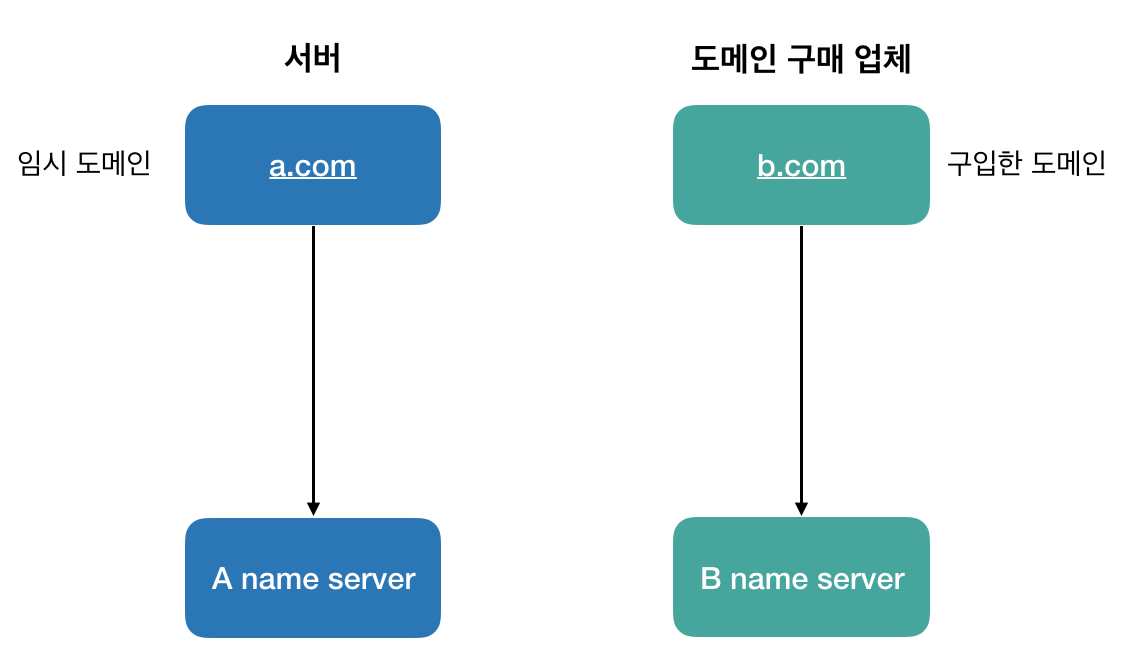 서버
도메인 구매 업체
임시 도메인
a.com
b.com
구입한 도메인
A name server
B name server